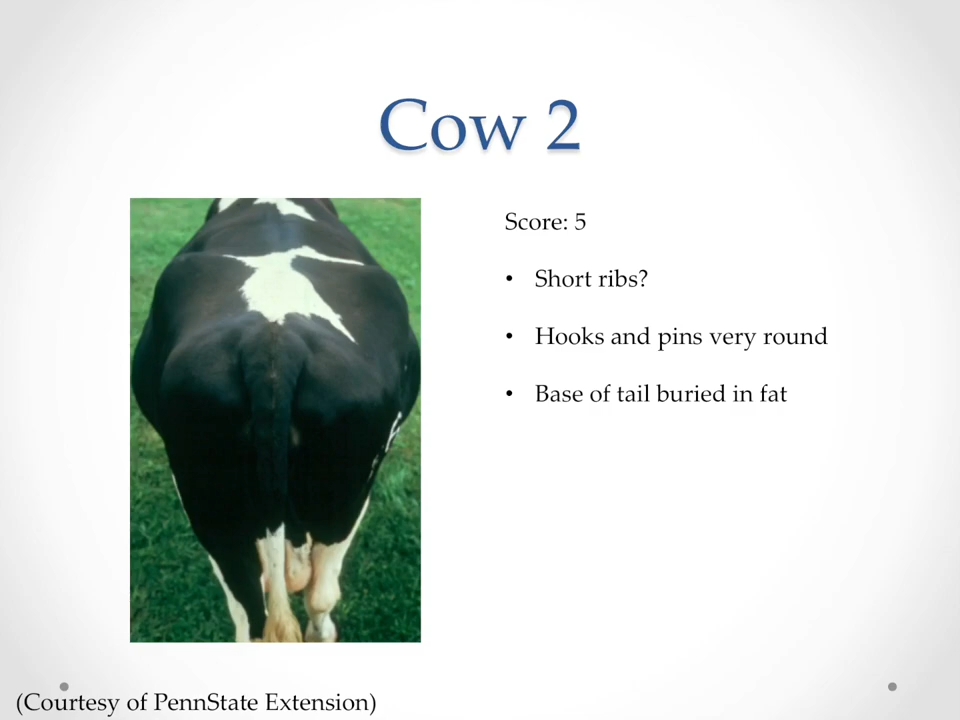 Cow 2
Score: 5
• Short ribs?
• Hooks and pins very round
• Base of tail buried in fat
(Courtesy of PennState Extension)